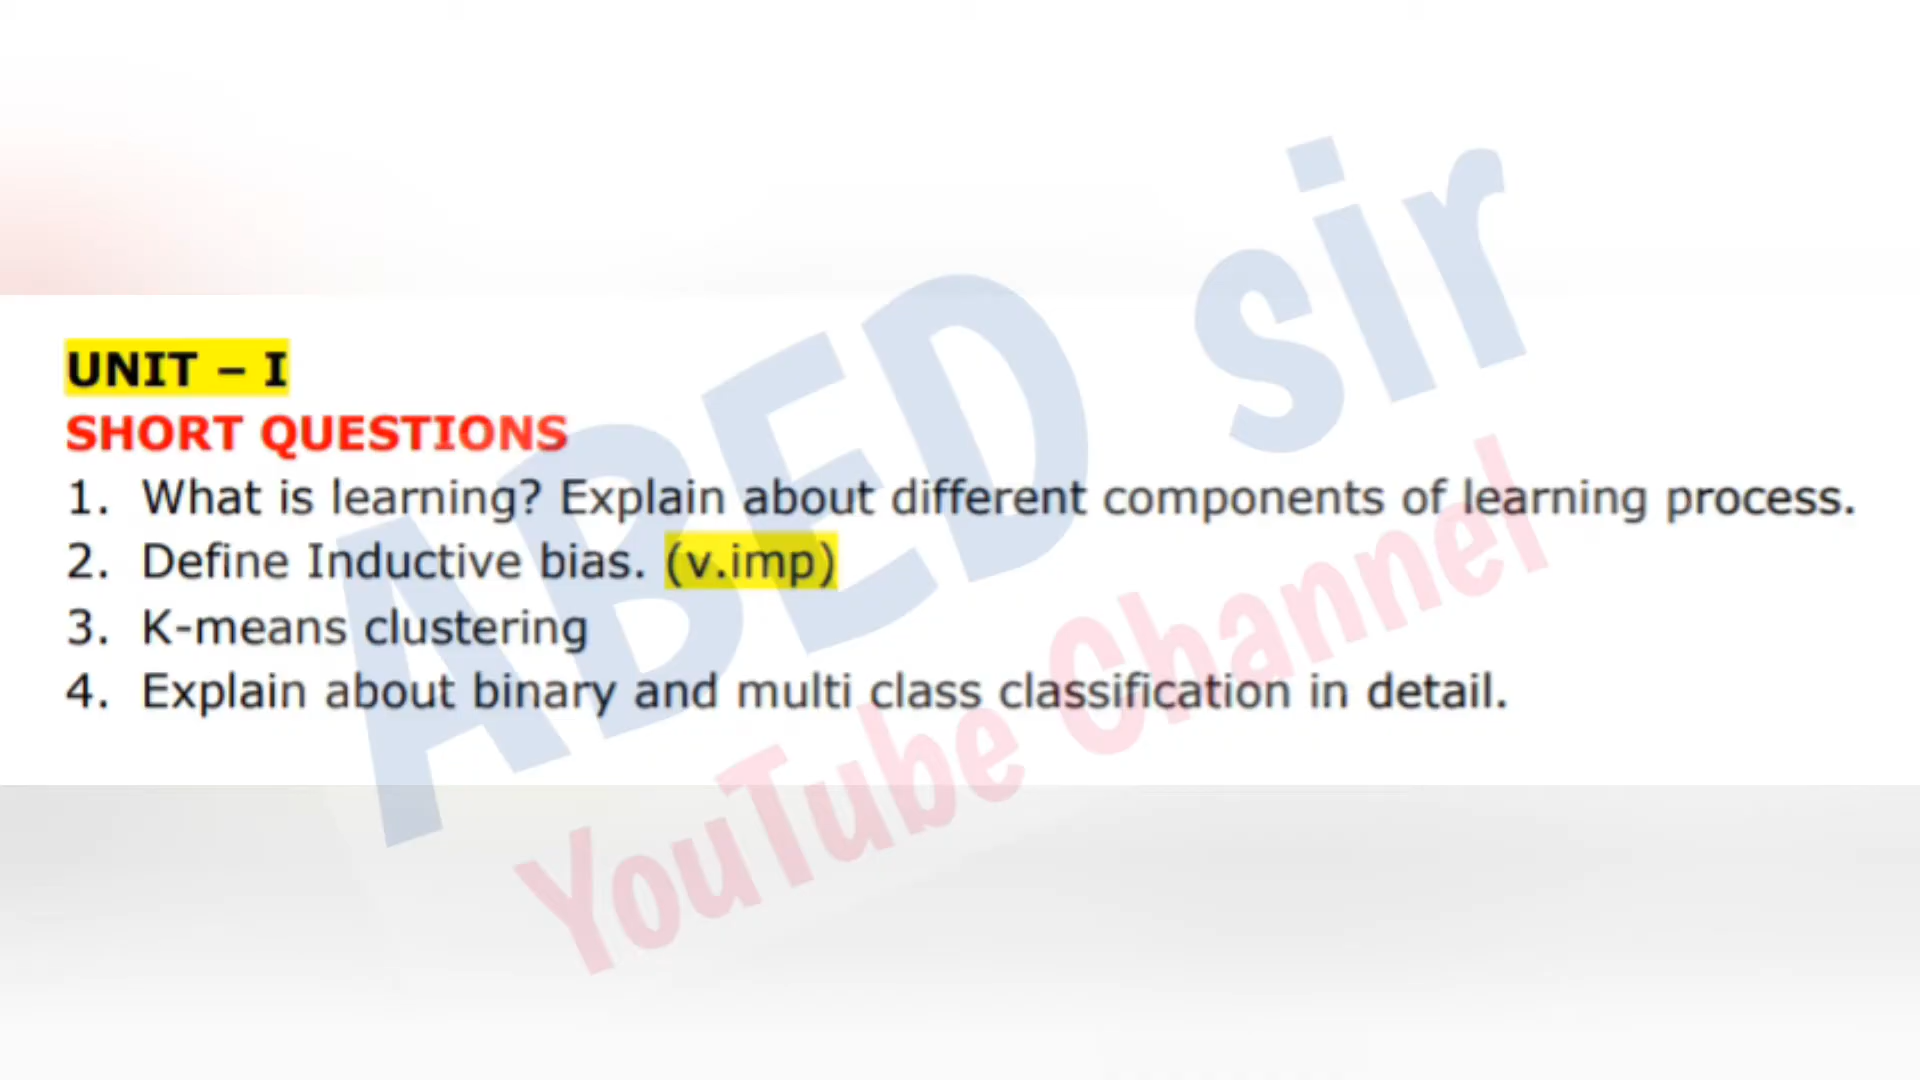 UNIT – I
SHORT QUESTIONS
1. What is learning? Explain about different components of learning process.
2. Define Inductive bias. (v.imp)
3. K-means clustering
4. Explain about binary and multi class classification in detail.
ABED sir
YouTube Channel